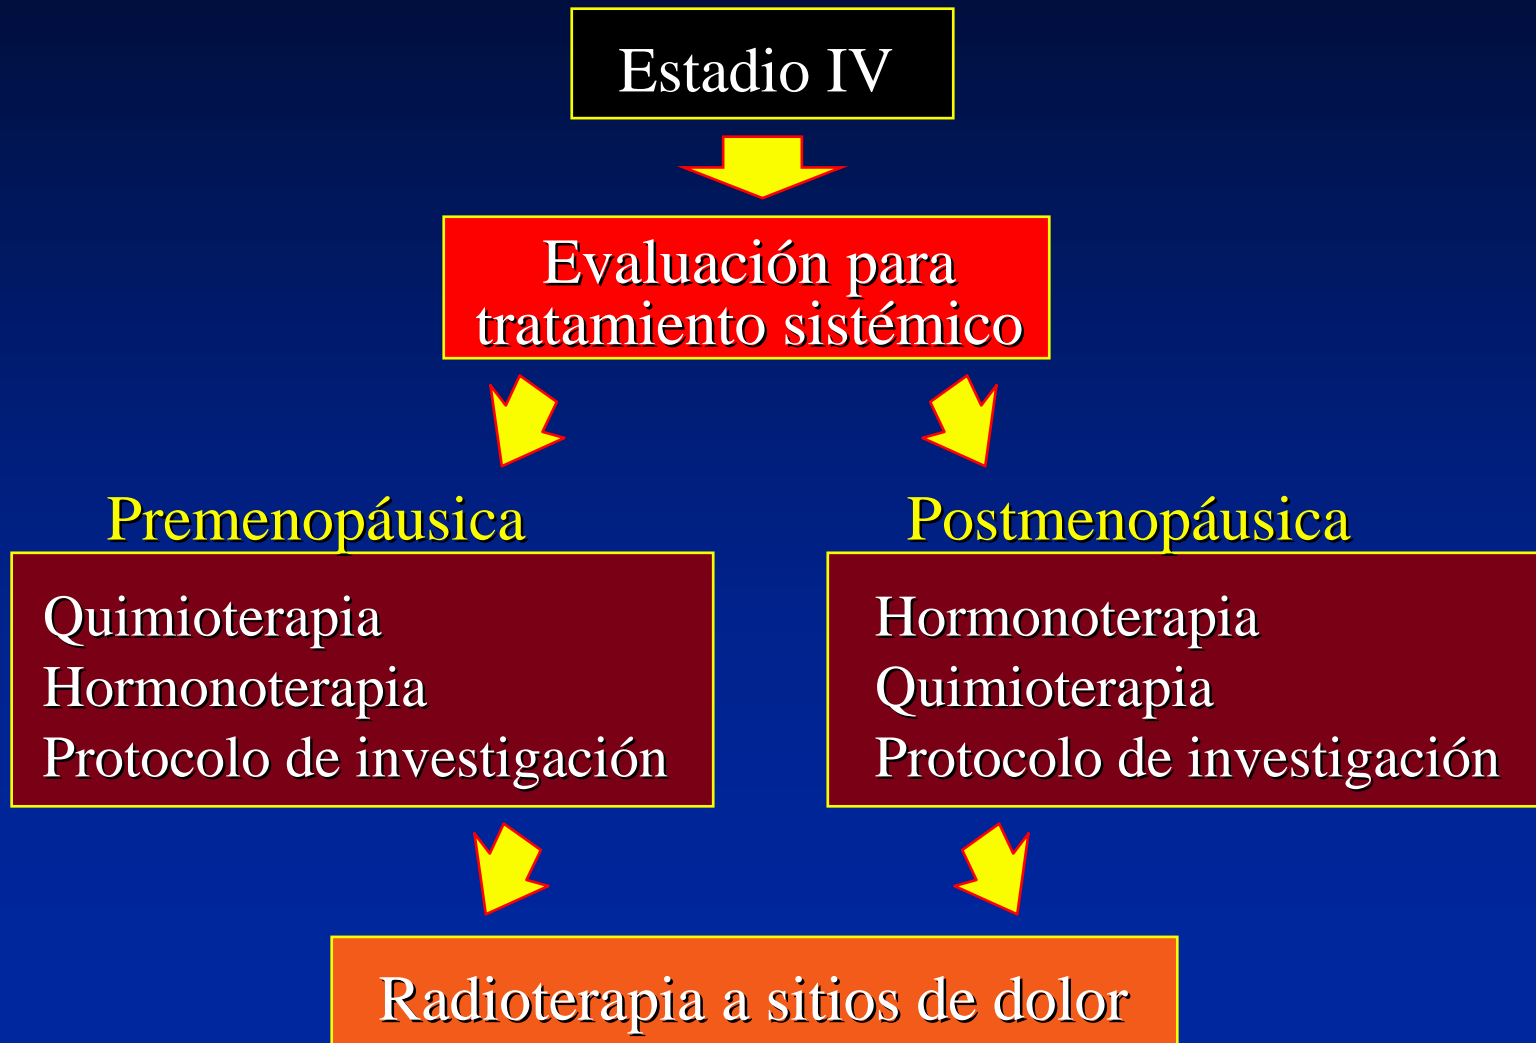 Estadio IV
Evaluación para
tratamiento sistémico
Premenopáusica
Quimioterapia
Hormonoterapia
Protocolo de investigación
Postmenopáusica
Hormonoterapia
Quimioterapia
Protocolo de investigación
Radioterapia a sitios de dolor